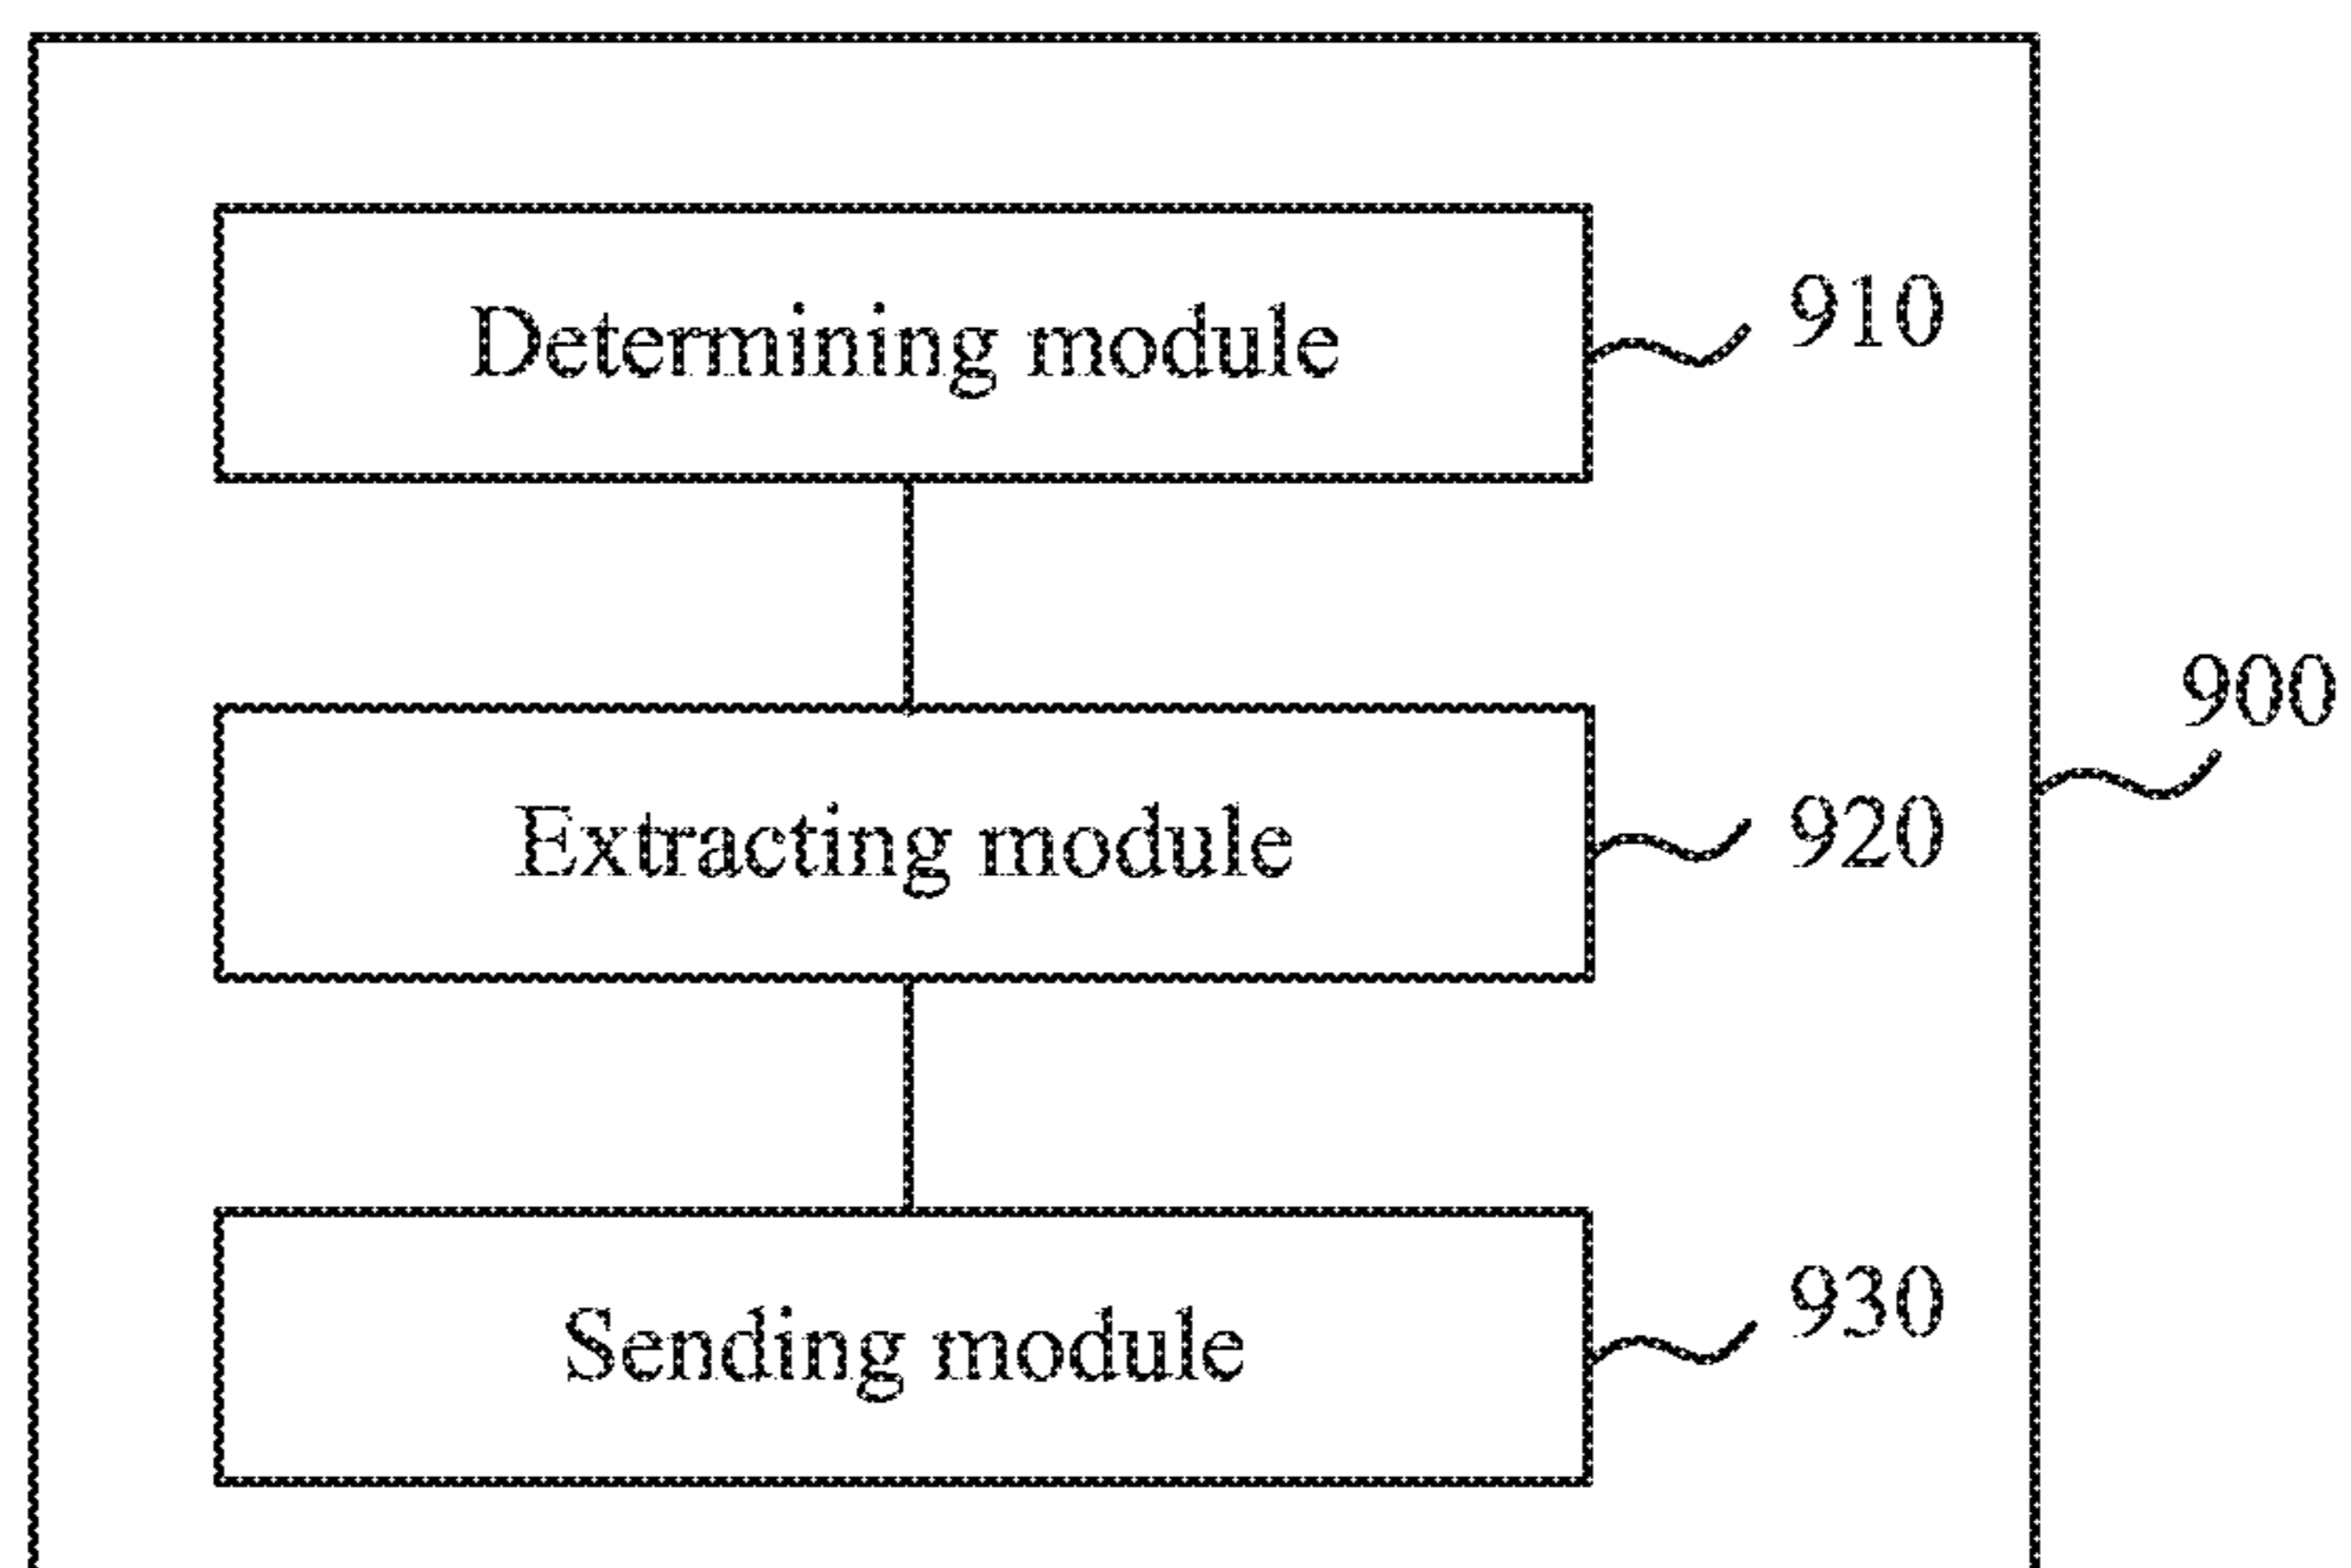 Determining module
910
900
Extracting module
920
Sending module
930